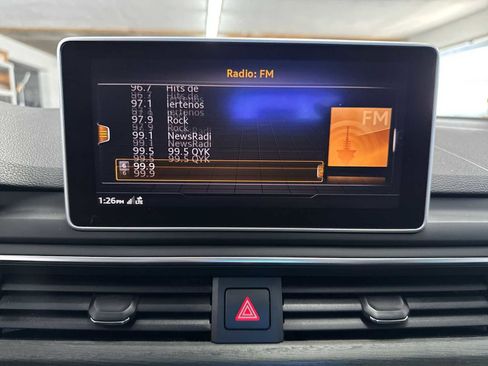 Radio: FM
96.7 Hits de
97.1 iertenos
97.9 Rock
99.1 NewsRadi
99.5 99.5 QYK
99.9
FM
1:26PM LTE